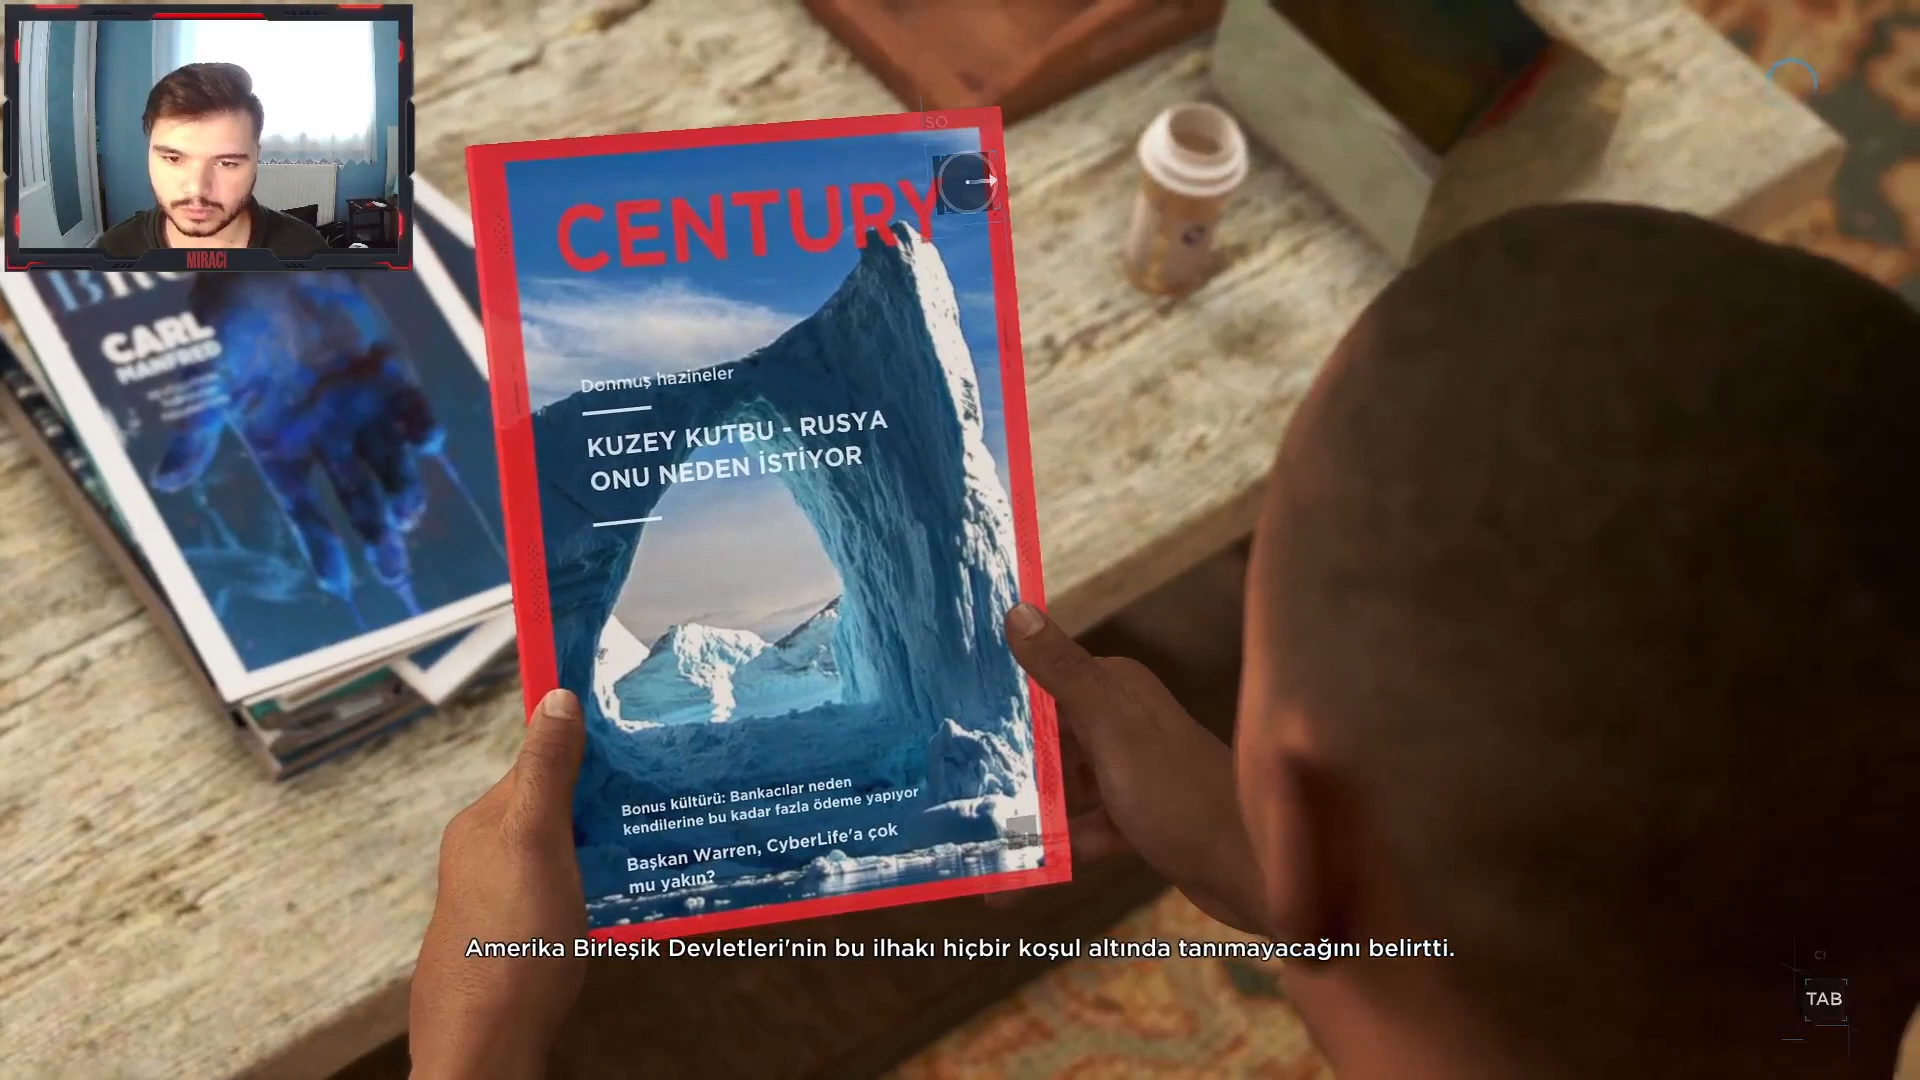 MIRACİ
CARL
MANFRED
SO
CENTURY
Donmuş hazineler
KUZEY KUTBU - RUSYA
ONU NEDEN İSTİYOR
Bonus kültürü: Bankacılar neden
kendilerine bu kadar fazla ödeme yapıyor
Başkan Warren, CyberLife'a çok
mu yakın?
Amerika Birleşik Devletleri'nin bu ilhakı hiçbir koşul altında tanımayacağını belirtti.
ÇI
TAB